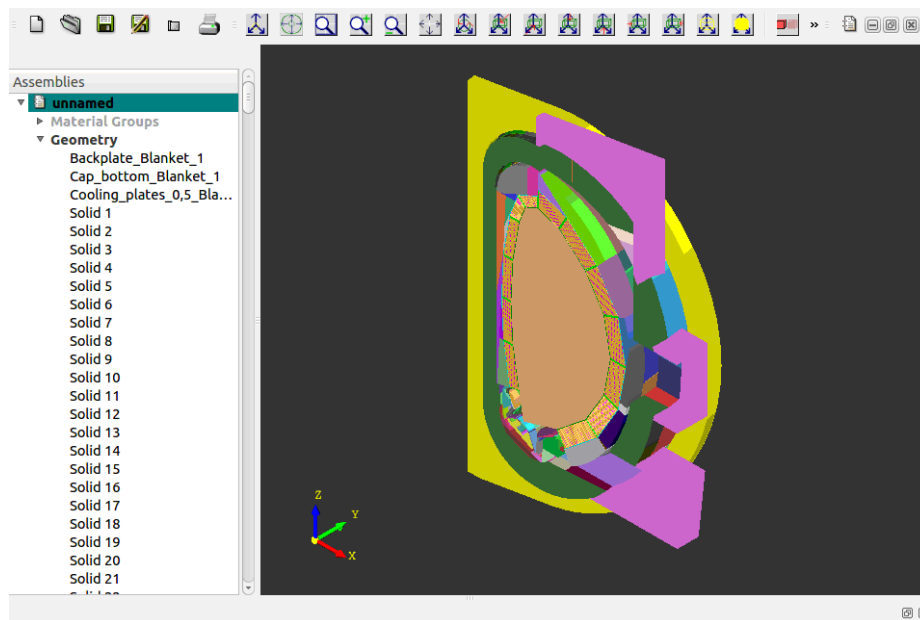 »
Assemblies
unnamed
Material Groups
Geometry
Backplate_Blanket_1
Cap_bottom_Blanket_1
Cooling_plates_0,5_Bla...
Solid 1
Solid 2
Solid 3
Solid 4
Solid 5
Solid 6
Solid 7
Solid 8
Solid 9
Solid 10
Solid 11
Solid 12
Solid 13
Solid 14
Solid 15
Solid 16
Solid 17
Solid 18
Solid 19
Solid 20
Solid 21
Z
Y
X